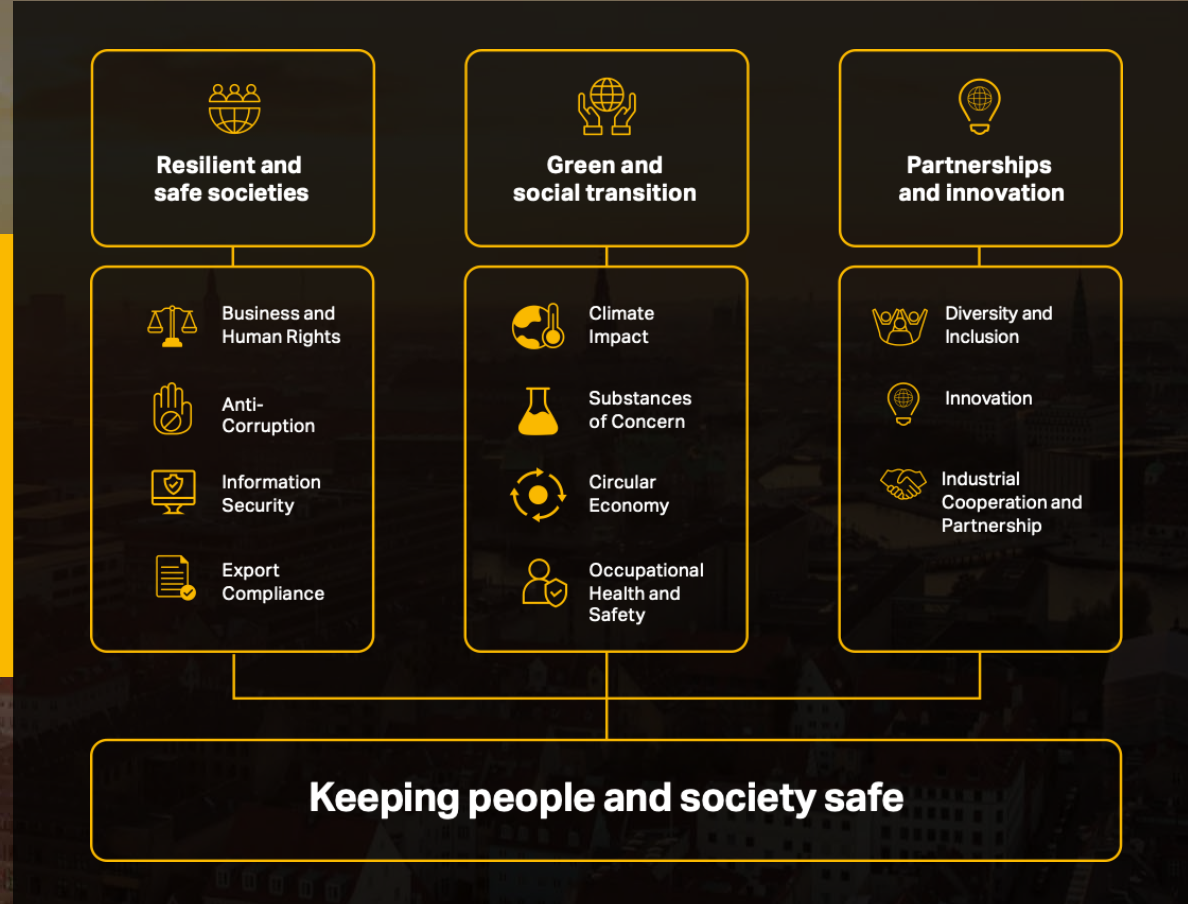 Resilient and
safe societies
Business and
Human Rights
Anti-
Corruption
Information
Security
Export
Compliance
Green and
social transition
Climate
Impact
Substances
of Concern
Circular
Economy
Occupational
Health and
Safety
Partnerships
and innovation
Diversity and
Inclusion
Innovation
Industrial
Cooperation and
Partnership
Keeping people and society safe